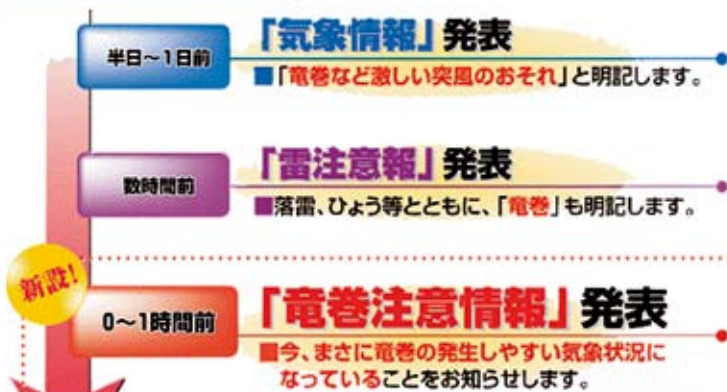 半日～1日前
「気象情報」発表
■「竜巻など激しい突風のおそれ」と明記します。
数時間前
「雷注意報」発表
■落雷、ひょう等とともに、「竜巻」も明記します。
新設!
0～1時間前
「竜巻注意情報」発表
■今、まさに竜巻の発生しやすい気象状況に
なっていることをお知らせします。